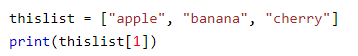 thislist = ["apple", "banana", "cherry"]
print(thislist[1])